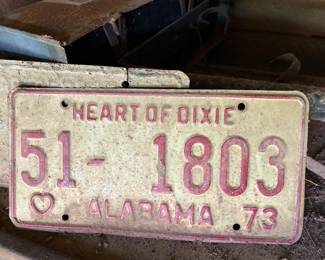 HEART OF DIXIE
51- 1803
ALABAMA 73